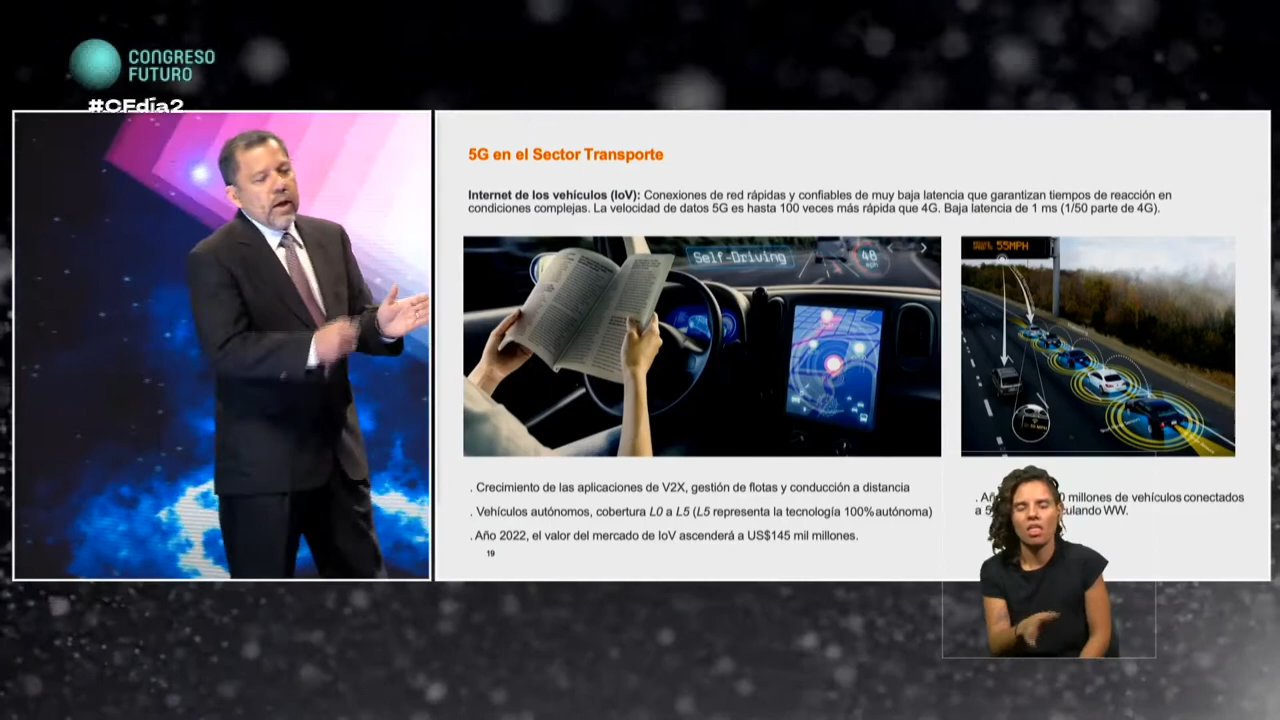 CONGRESO
FUTURO
#CFdía2
5G en el Sector Transporte
Internet de los vehículos (IoV): Conexiones de red rápidas y confiables de muy baja latencia que garantizan tiempos de reacción en
condiciones complejas. La velocidad de datos 5G es hasta 100 veces más rápida que 4G. Baja latencia de 1 ms (1/50 parte de 4G).
Self-Driving
55MPH
. Crecimiento de las aplicaciones de V2X, gestión de flotas y conducción a distancia
. Vehículos autónomos, cobertura L0 a L5 (L5 representa la tecnología 100% autónoma)
. Año 2022, el valor del mercado de IoV ascenderá a US$145 mil millones.
19
millones de vehículos conectados
WW.